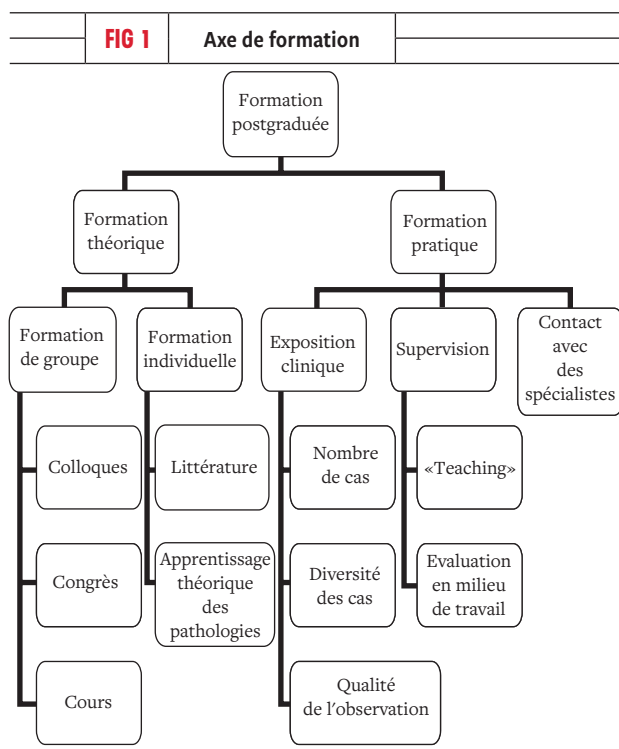 FIG 1 Axe de formation
Formation
postgraduée
Formation
théorique
Formation
pratique
Formation
de groupe
Formation
individuelle
Exposition
clinique
Supervision
Contact
avec
des
spécialistes
Colloques
Littérature
Nombre
de cas
«Teaching»
Congrès
Apprentissage
théorique
des
pathologies
Diversité
des cas
Evaluation
en milieu
de travail
Cours
Qualité
de l'observation